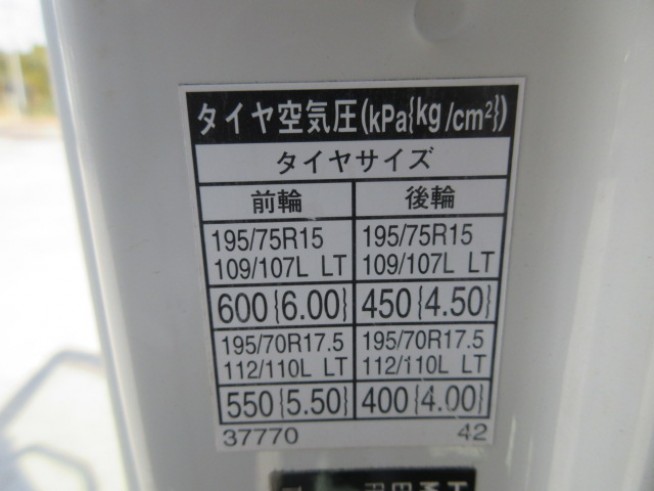 タイヤ空気圧(kPa{kg/cm²})
タイヤサイズ
前輪 後輪
195/75R15 195/75R15
109/107L LT 109/107L LT
600{6.00} 450{4.50}
195/70R17.5 195/70R17.5
112/110L LT 112/110L LT
550{5.50} 400{4.00}
37770 42